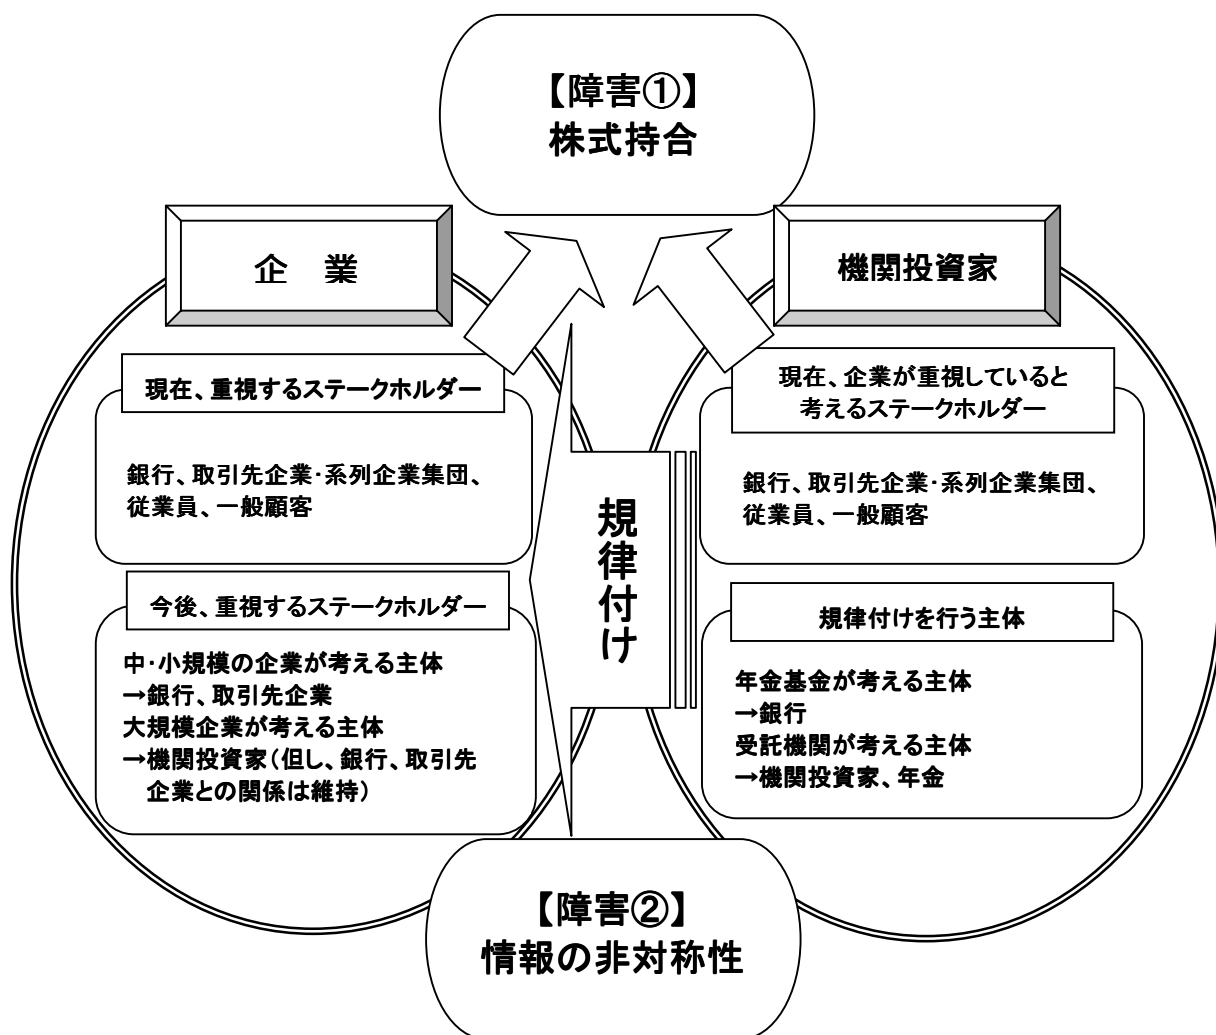 【障害①】
株式持合
企　業
現在、重視するステークホルダー
銀行、取引先企業・系列企業集団、
従業員、一般顧客
今後、重視するステークホルダー
中・小規模の企業が考える主体
→銀行、取引先企業
大規模企業が考える主体
→機関投資家（但し、銀行、取引先
企業との関係は維持）
規律付け
機関投資家
現在、企業が重視していると
考えるステークホルダー
銀行、取引先企業・系列企業集団、
従業員、一般顧客
規律付けを行う主体
年金基金が考える主体
→銀行
受託機関が考える主体
→機関投資家、年金
【障害②】
情報の非対称性